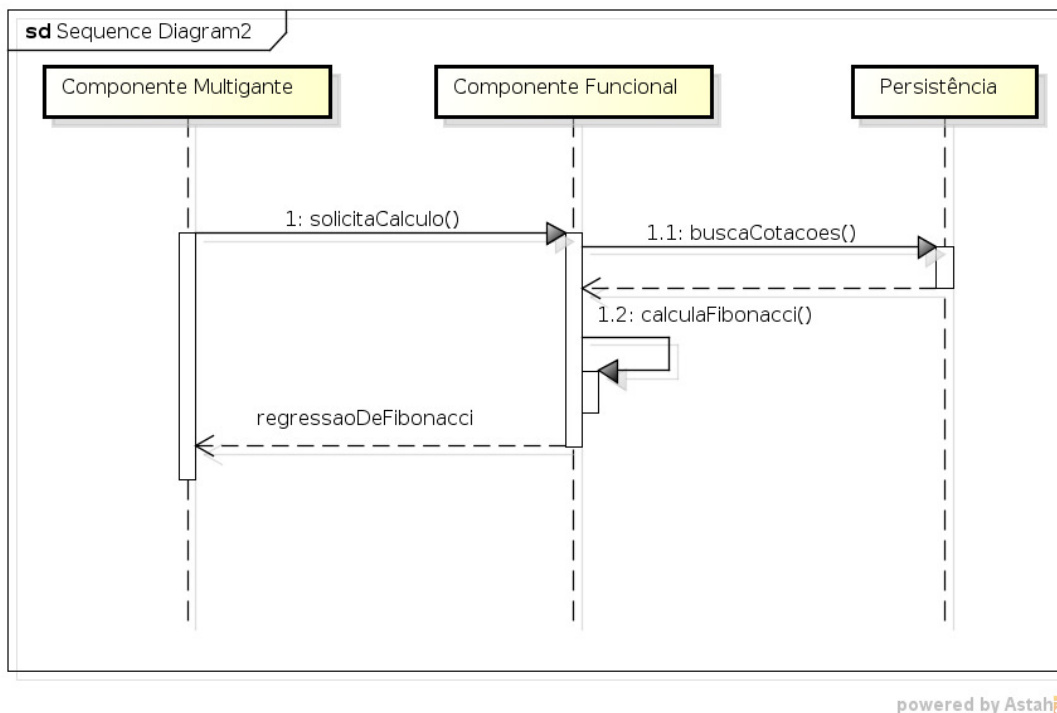 sd Sequence Diagram2
Componente Multigante
Componente Funcional
Persistência
1: solicitaCalculo()
1.1: buscaCotacoes()
1.2: calculaFibonacci()
regressaoDeFibonacci
powered by Astah